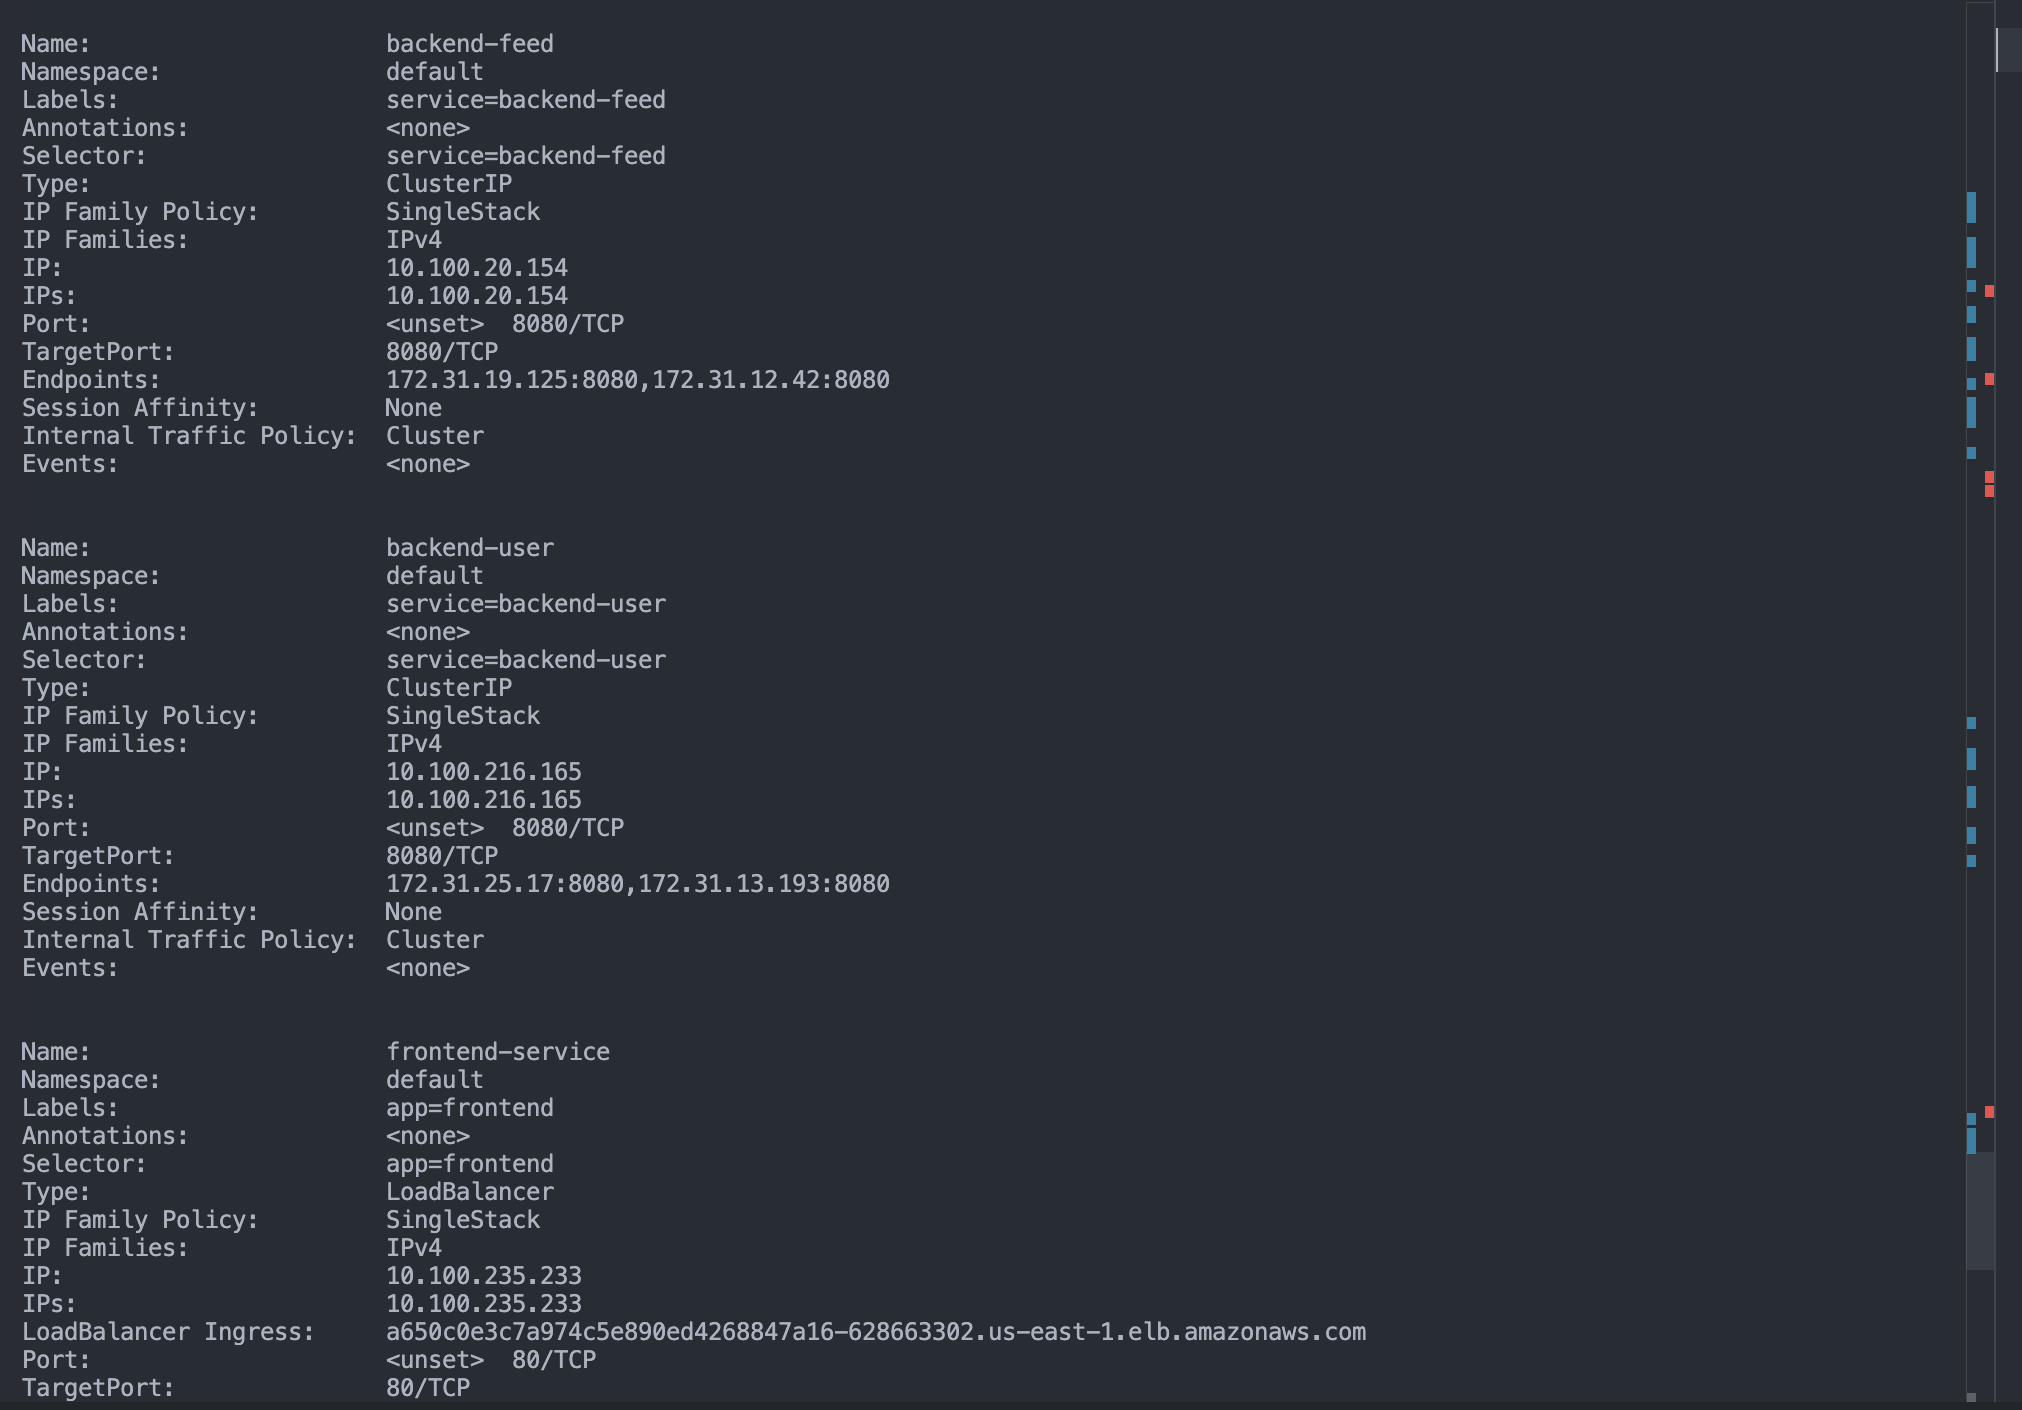 Name:                     backend-feed
Namespace:                default
Labels:                   service=backend-feed
Annotations:              <none>
Selector:                 service=backend-feed
Type:                     ClusterIP
IP Family Policy:         SingleStack
IP Families:              IPv4
IP:                       10.100.20.154
IPs:                      10.100.20.154
Port:                     <unset>  8080/TCP
TargetPort:               8080/TCP
Endpoints:                172.31.19.125:8080,172.31.12.42:8080
Session Affinity:         None
Internal Traffic Policy:  Cluster
Events:                   <none>

Name:                     backend-user
Namespace:                default
Labels:                   service=backend-user
Annotations:              <none>
Selector:                 service=backend-user
Type:                     ClusterIP
IP Family Policy:         SingleStack
IP Families:              IPv4
IP:                       10.100.216.165
IPs:                      10.100.216.165
Port:                     <unset>  8080/TCP
TargetPort:               8080/TCP
Endpoints:                172.31.25.17:8080,172.31.13.193:8080
Session Affinity:         None
Internal Traffic Policy:  Cluster
Events:                   <none>

Name:                     frontend-service
Namespace:                default
Labels:                   app=frontend
Annotations:              <none>
Selector:                 app=frontend
Type:                     LoadBalancer
IP Family Policy:         SingleStack
IP Families:              IPv4
IP:                       10.100.235.233
IPs:                      10.100.235.233
LoadBalancer Ingress:     a650c0e3c7a974c5e890ed4268847a16-628663302.us-east-1.elb.amazonaws.com
Port:                     <unset>  80/TCP
TargetPort:               80/TCP